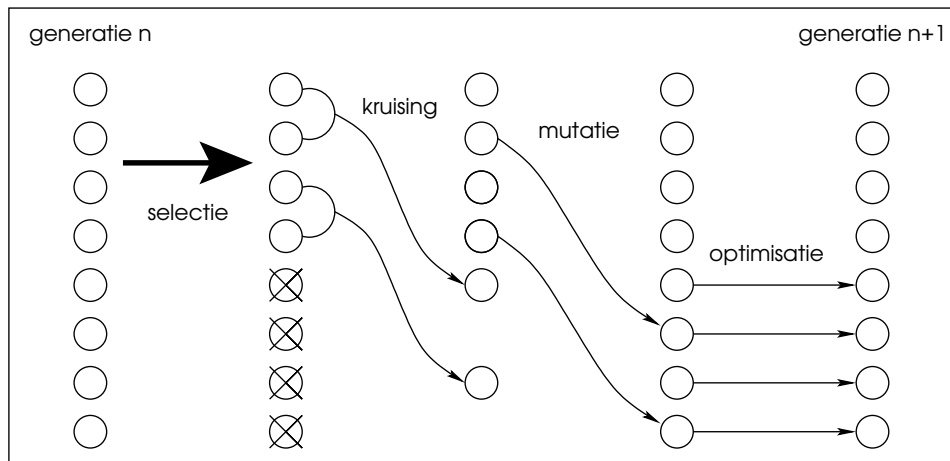 generatie n
generatie n+1
kruising
mutatie
selectie
optimisatie